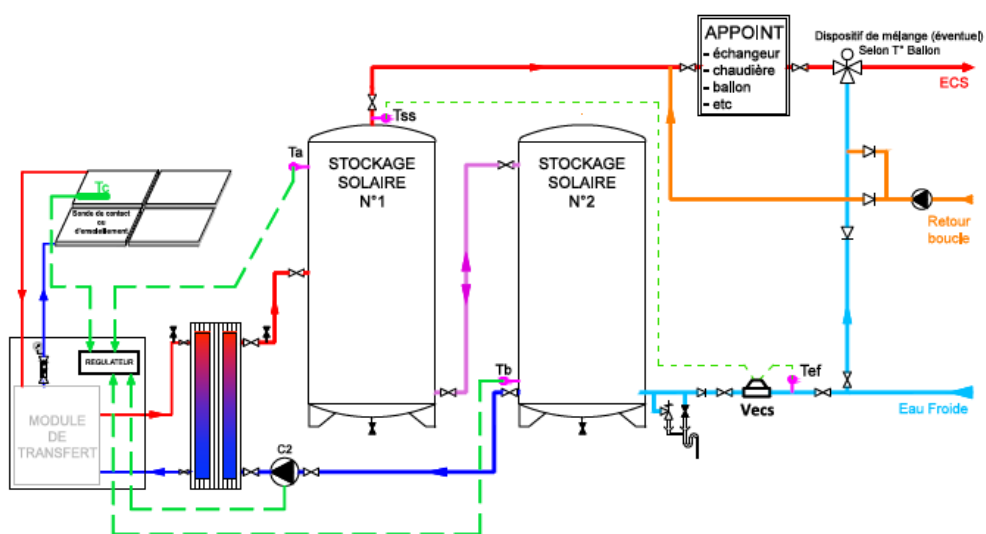 APPOINT
- échangeur
- chaudière
- ballon
- etc
Dispositif de mélange (éventuel)
Selon T° Ballon
ECS
Tss
Ta
STOCKAGE
SOLAIRE
N°1
STOCKAGE
SOLAIRE
N°2
Tc
Sonde de contact
ou
d'ensoleillement
Retour
boucle
REGULATEUR
MODULE
DE
TRANSFERT
Tb
Tef
Vecs
Eau Froide
C2